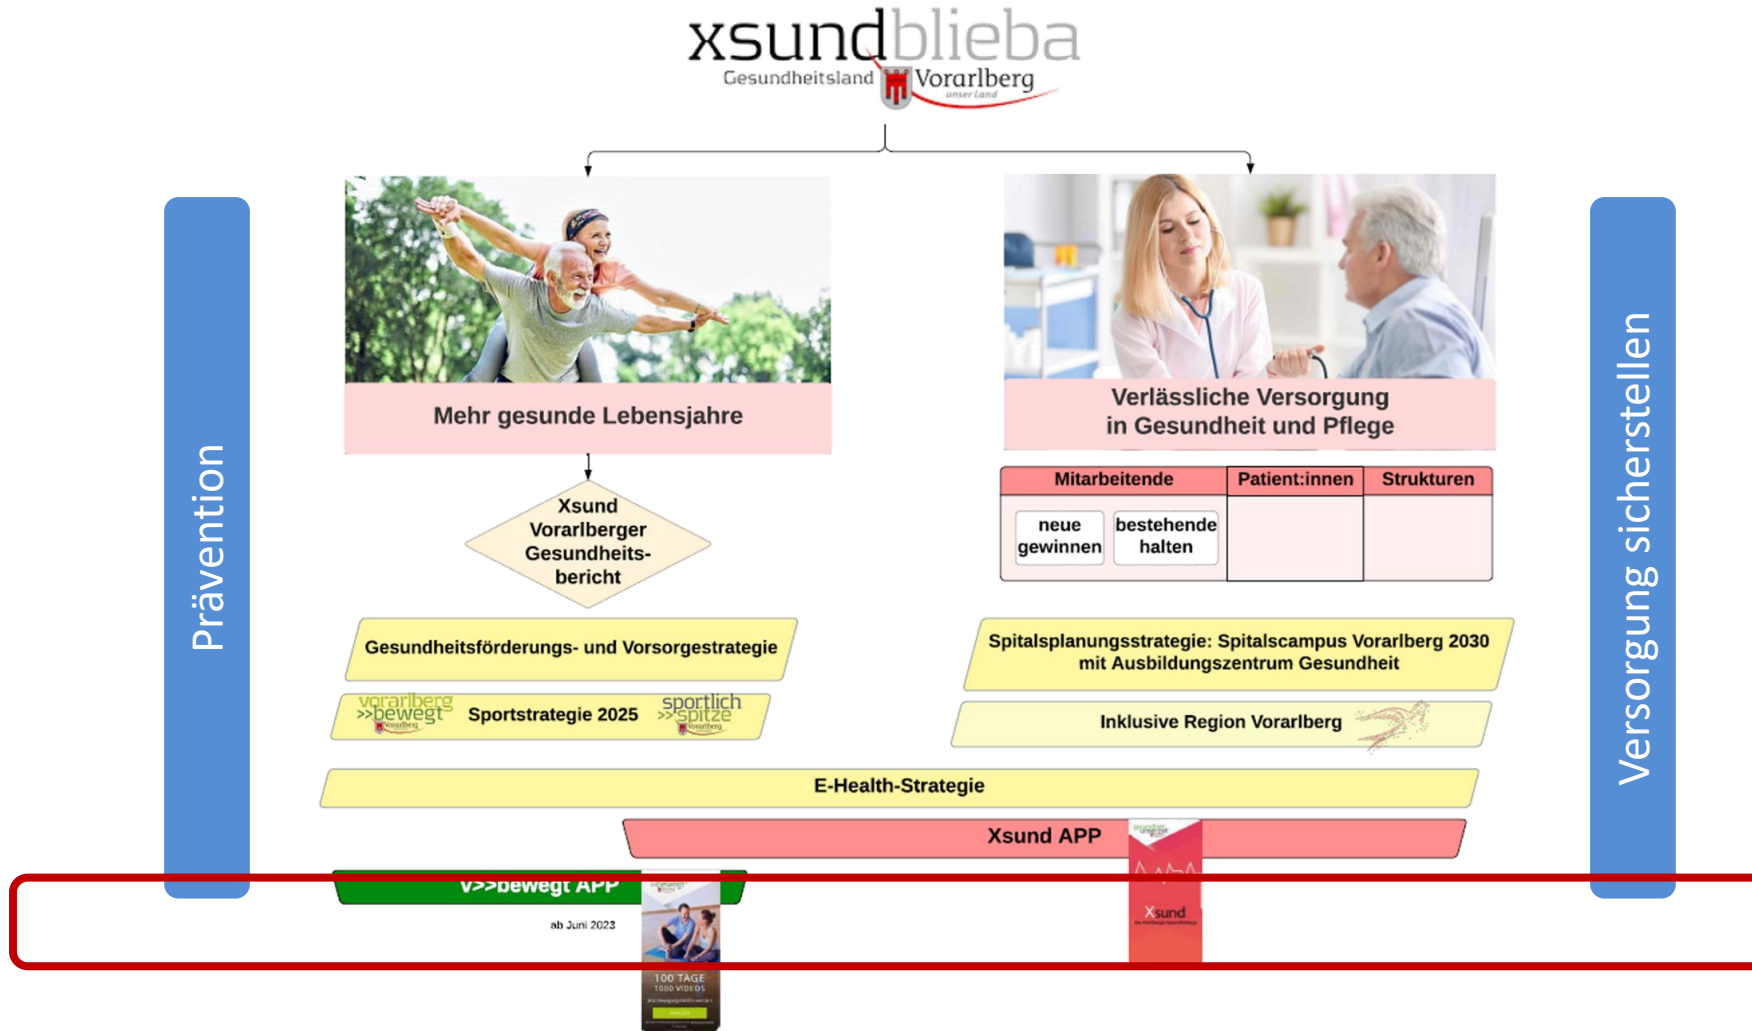 xsundblieba
Gesundheitsland Vorarlberg
unser Land
Prävention
Versorgung sicherstellen
Mehr gesunde Lebensjahre
Verlässliche Versorgung
in Gesundheit und Pflege
Xsund
Vorarlberger
Gesundheits-
bericht
Mitarbeitende Patient:innen Strukturen
neue
gewinnen
bestehende
halten
Gesundheitsförderungs- und Vorsorgestrategie
Spitalsplanungsstrategie: Spitalscampus Vorarlberg 2030
mit Ausbildungszentrum Gesundheit
vorarlberg
>>bewegt
Vorarlberg
Sportstrategie 2025
sportlich
>>spitze
Vorarlberg
Inklusive Region Vorarlberg
E-Health-Strategie
Xsund APP
v>>bewegt APP
ab Juni 2023
Xsund
100 TAGE
1000 VIDEOS